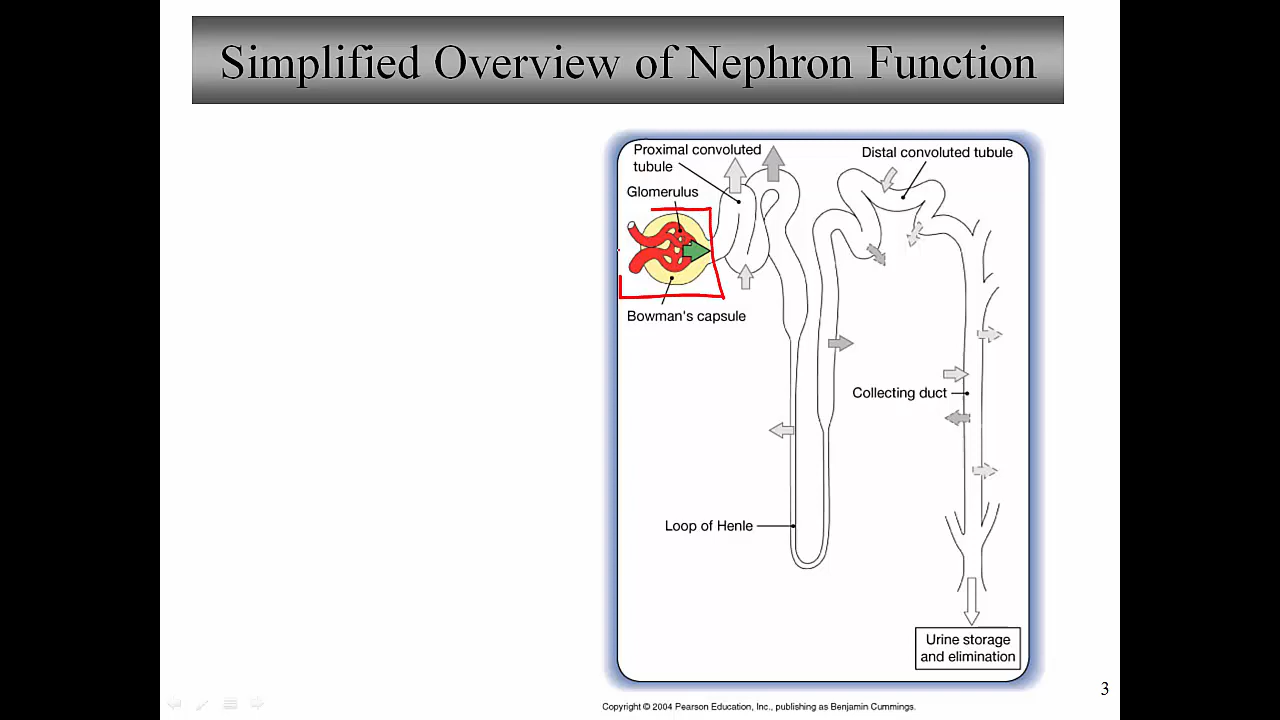 Simplified Overview of Nephron Function
Proximal convoluted
tubule
Distal convoluted tubule
Glomerulus
Bowman's capsule
Collecting duct
Loop of Henle
Urine storage
and elimination
3
Copyright © 2004 Pearson Education, Inc., publishing as Benjamin Cummings.